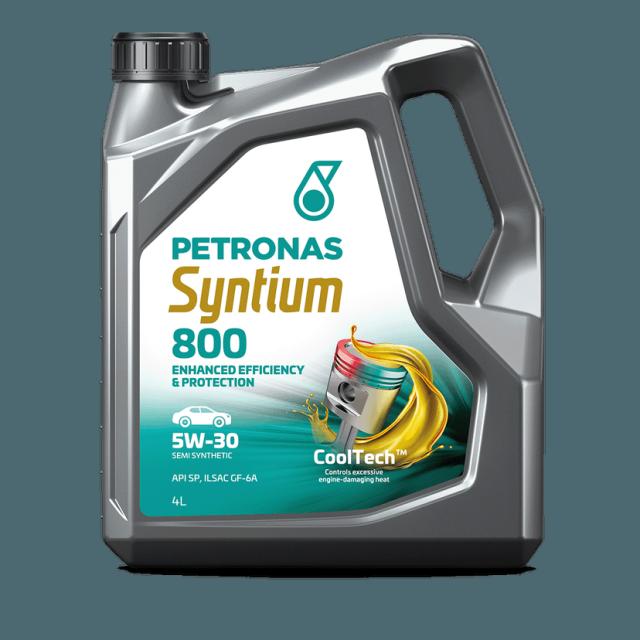 PETRONAS
Syntium
800
ENHANCED EFFICIENCY
& PROTECTION
5W-30
SEMI SYNTHETIC
API SP, ILSAC GF-6A
4L
CoolTech™
Controls excessive
engine-damaging heat